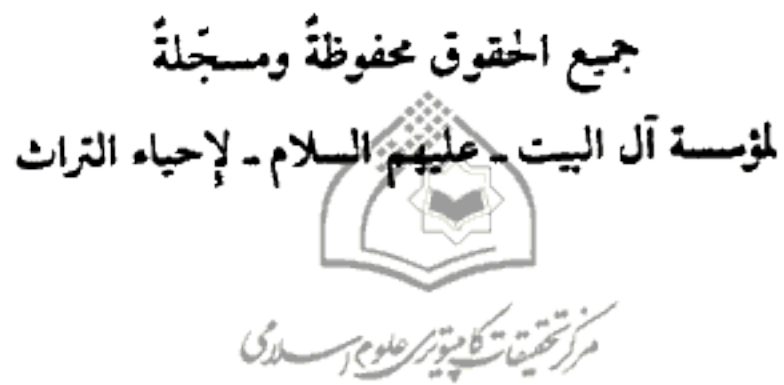 جميع الحقوق محفوظةٌ ومسجّلةٌ
لمؤسسة آل البيت ـ عليهم السلام ـ لإحياء التراث
مرکز تحقیقات کامپیوتری علوم اسلامی